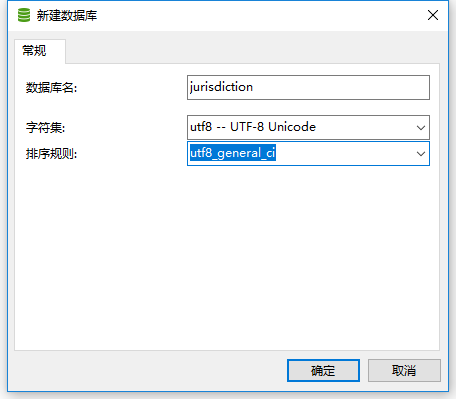 新建数据库
常规
数据库名: jurisdiction
字符集: utf8 -- UTF-8 Unicode
排序规则: utf8_general_ci
确定 取消